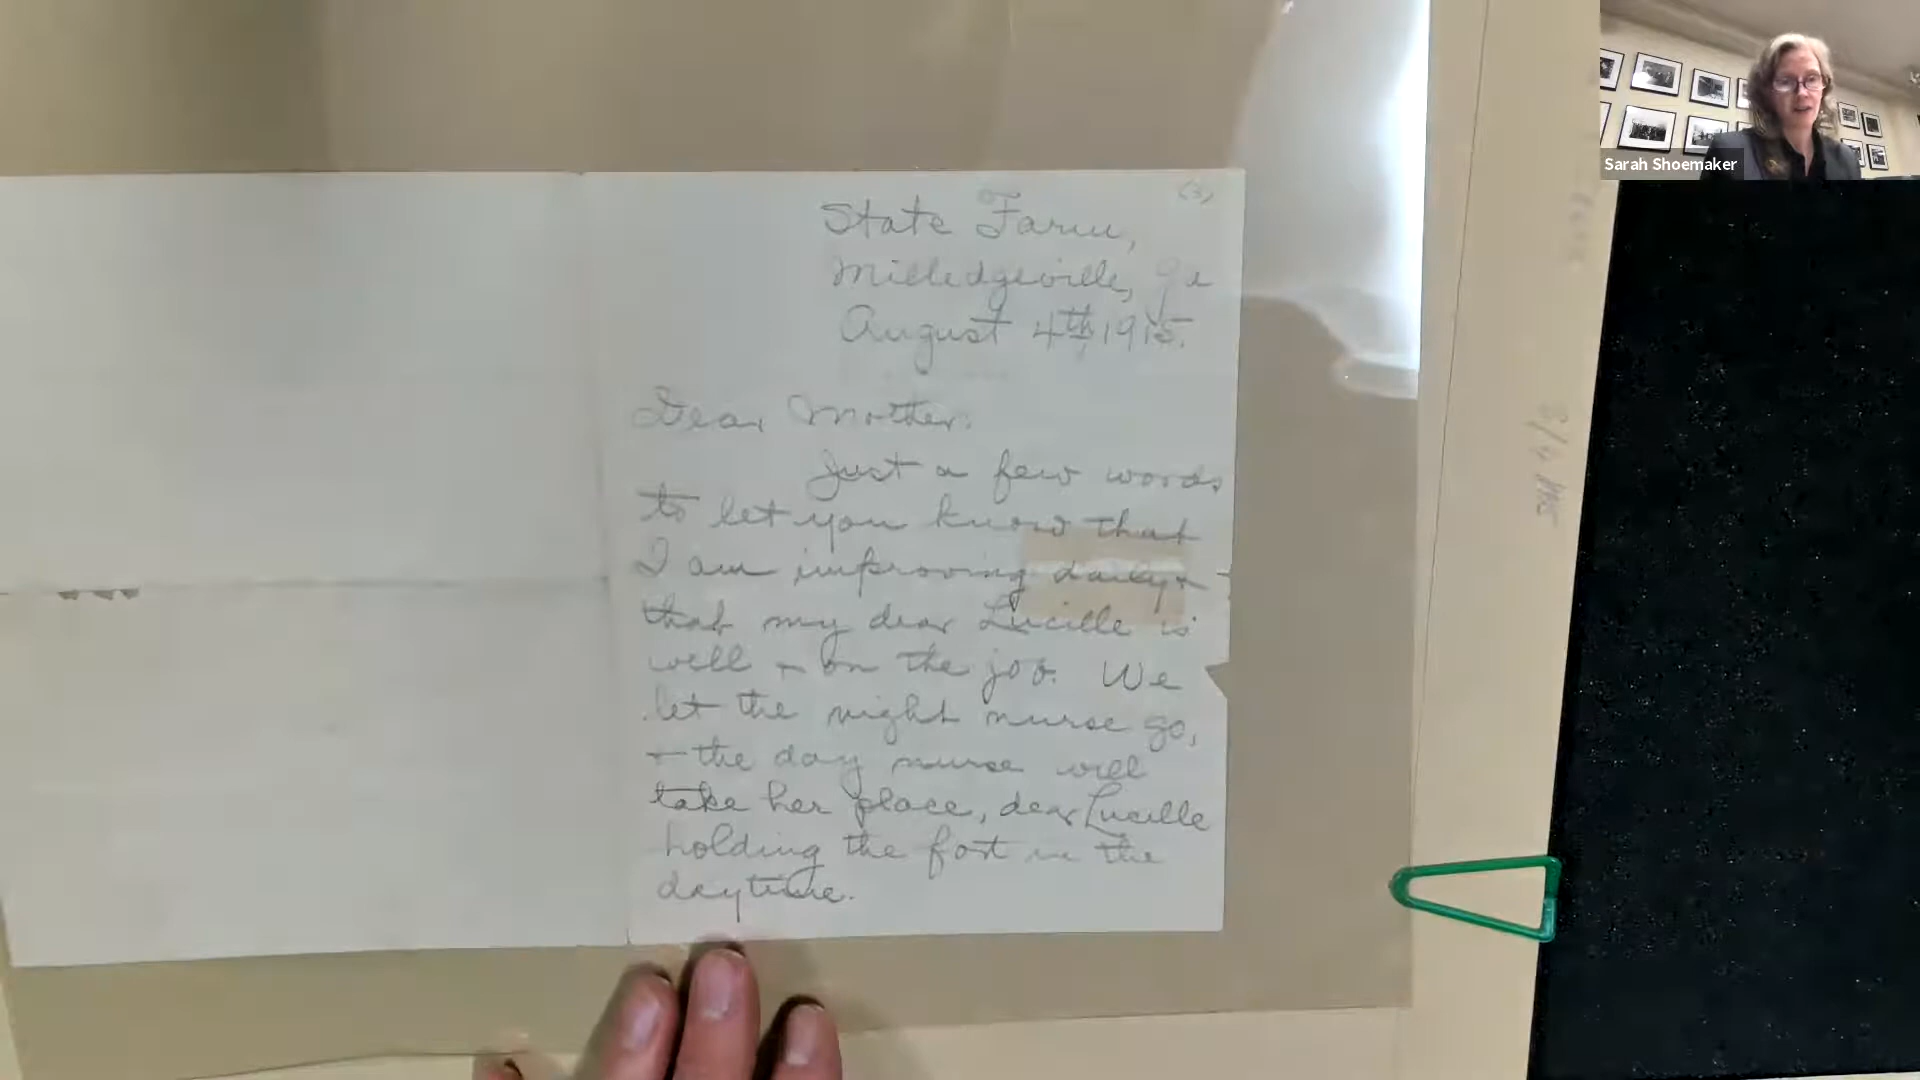 (3)
State Farm,
Milledgeville, Ga
August 4th, 1915.
Dear Mother:
Just a few words
to let you know that
I am improving daily +
that my dear Lucille is
well + on the job. We
let the night nurse go,
+ the day nurse will
take her place, dear Lucille
holding the fort in the
daytime.
Sarah Shoemaker